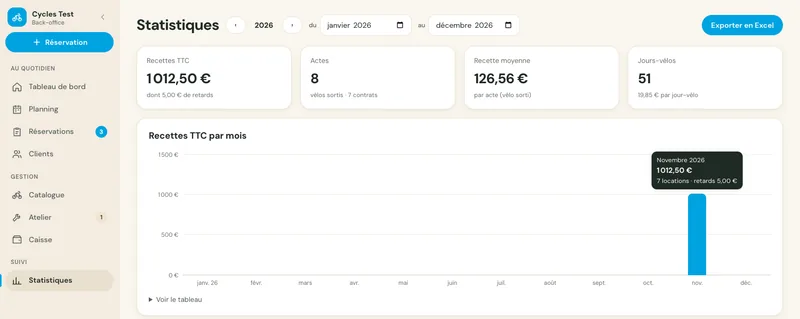 Cycles Test
Back-office
+ Réservation
AU QUOTIDIEN
Tableau de bord
Planning
Réservations 3
Clients
GESTION
Catalogue
Atelier 1
Caisse
SUIVI
Statistiques
Statistiques ‹ 2026 › du janvier 2026 au décembre 2026 Exporter en Excel
Recettes TTC
1 012,50 €
dont 5,00 € de retards
Actes
8
vélos sortis · 7 contrats
Recette moyenne
126,56 €
par acte (vélo sorti)
Jours-vélos
51
19,85 € par jour-vélo
Recettes TTC par mois
1 500 €
1 000 €
500 €
0 €
Novembre 2026
1 012,50 €
7 locations · retards 5,00 €
janv. 26 févr. mars avr. mai juin juil. août sept. oct. nov. déc.
Voir le tableau